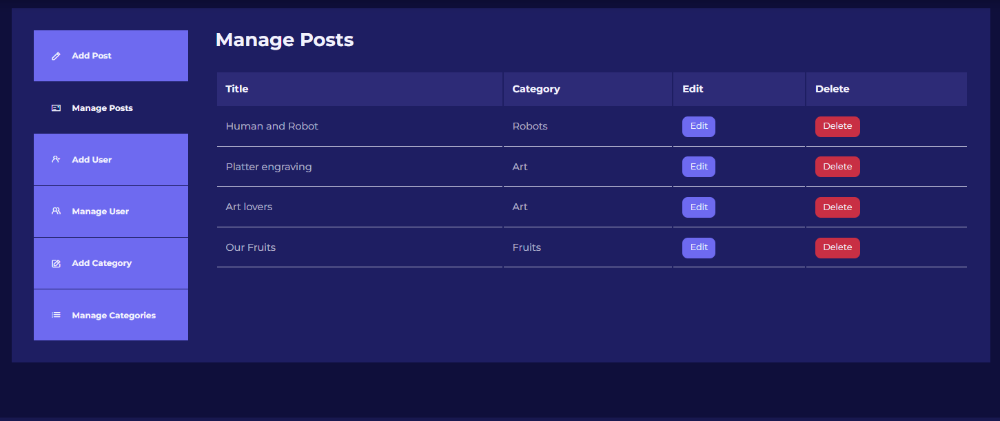 Add Post
Manage Posts
Add User
Manage User
Add Category
Manage Categories
Manage Posts
Title Category Edit Delete
Human and Robot Robots Edit Delete
Platter engraving Art Edit Delete
Art lovers Art Edit Delete
Our Fruits Fruits Edit Delete